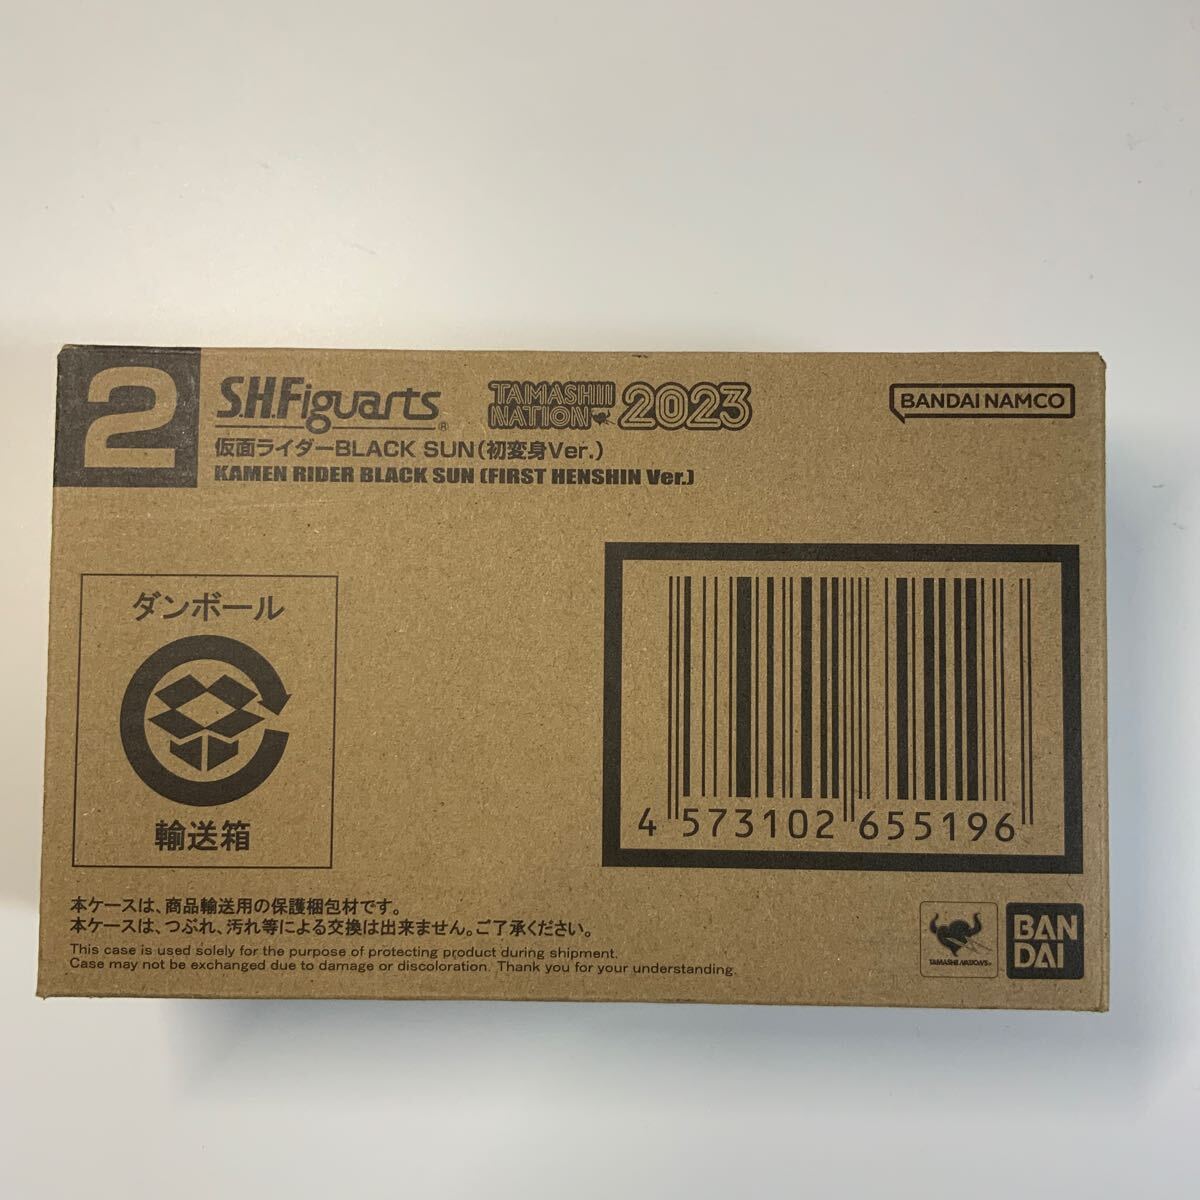 2
S.H.Figuarts®
TAMASHII NATION 2023
BANDAI NAMCO
仮面ライダーBLACK SUN(初変身Ver.)
KAMEN RIDER BLACK SUN (FIRST HENSHIN Ver.)
ダンボール
輸送箱
4 573102 655196
本ケースは、商品輸送用の保護梱包材です。
本ケースは、つぶれ、汚れ等による交換は出来ません。ご了承ください。
This case is used solely for the purpose of protecting product during shipment.
Case may not be exchanged due to damage or discoloration. Thank you for your understanding.
TAMASHII NATIONS
BAN
DAI